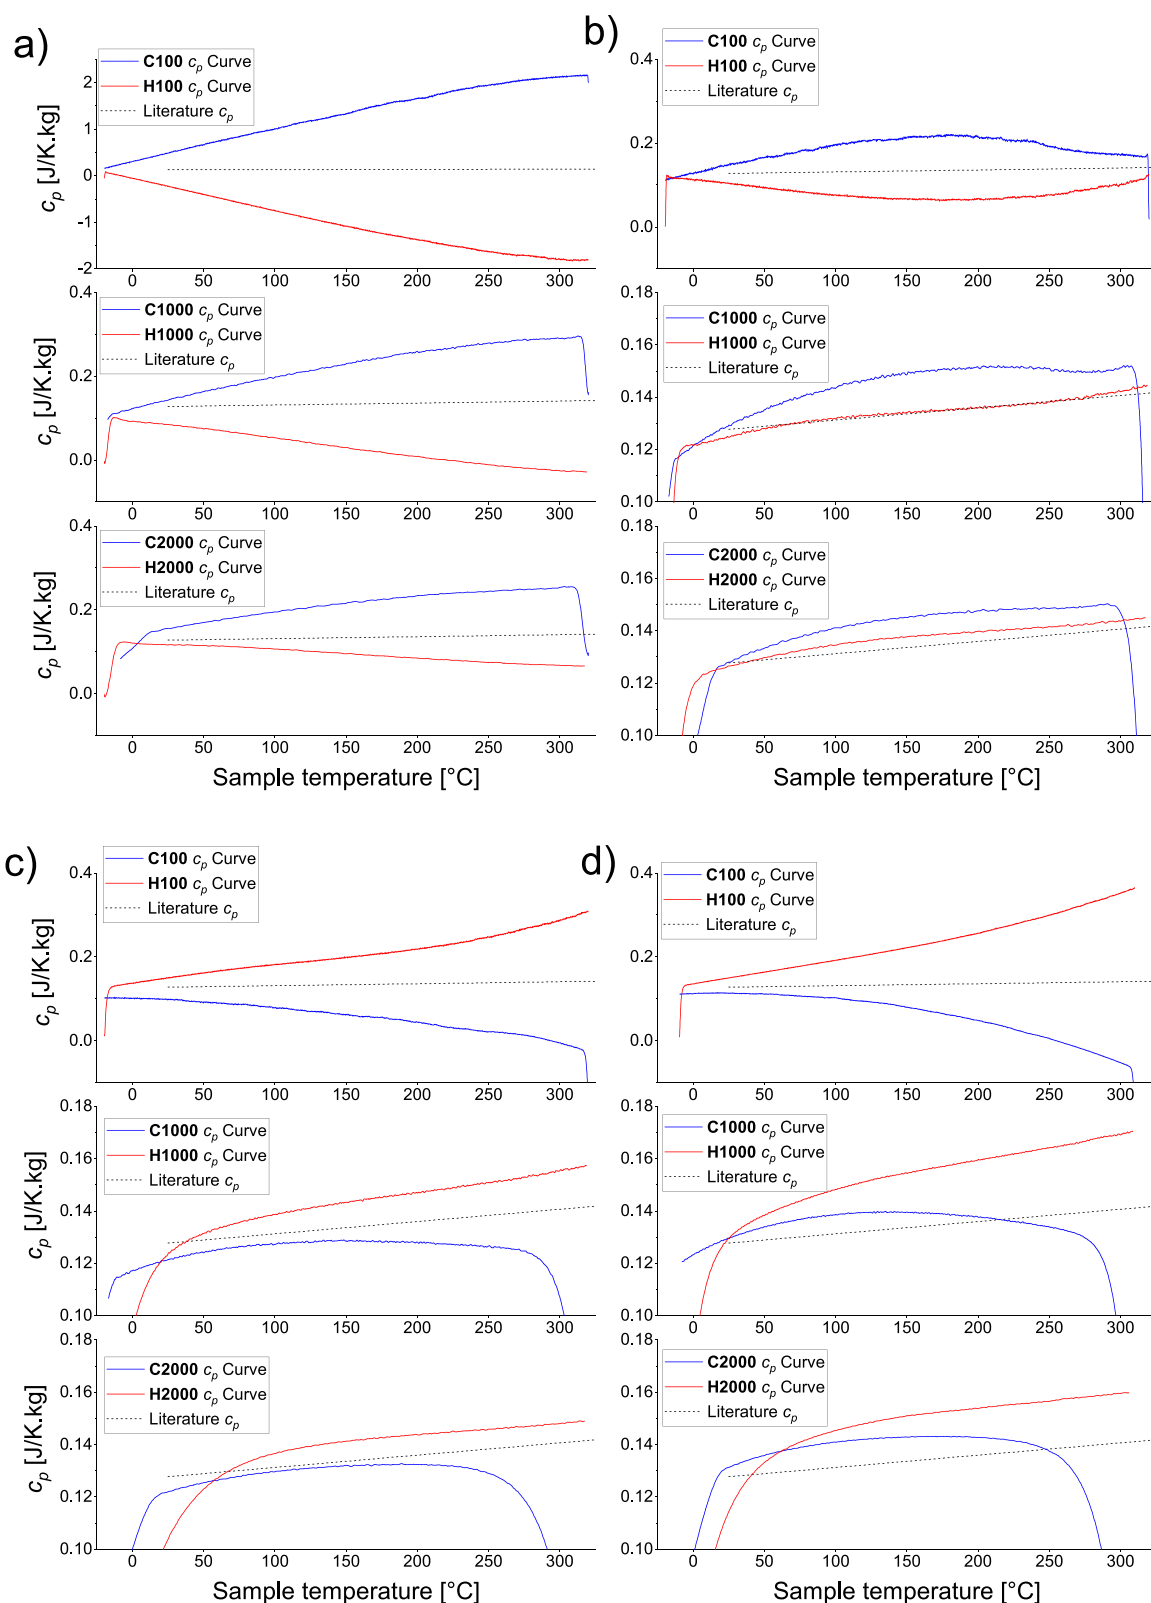 a)
C100 cp Curve
H100 cp Curve
Literature cp
cp [J/K.kg]
2
1
0
-1
-2
0 50 100 150 200 250 300
C1000 cp Curve
H1000 cp Curve
Literature cp
cp [J/K.kg]
0.4
0.2
0.0
0 50 100 150 200 250 300
C2000 cp Curve
H2000 cp Curve
Literature cp
cp [J/K.kg]
0.4
0.2
0.0
0 50 100 150 200 250 300
Sample temperature [°C]
b)
C100 cp Curve
H100 cp Curve
Literature cp
0.4
0.2
0.0
0 50 100 150 200 250 300
C1000 cp Curve
H1000 cp Curve
Literature cp
0.18
0.16
0.14
0.12
0.10
0 50 100 150 200 250 300
C2000 cp Curve
H2000 cp Curve
Literature cp
0.18
0.16
0.14
0.12
0.10
0 50 100 150 200 250 300
Sample temperature [°C]
c)
C100 cp Curve
H100 cp Curve
Literature cp
cp [J/K.kg]
0.4
0.2
0.0
0 50 100 150 200 250 300
C1000 cp Curve
H1000 cp Curve
Literature cp
cp [J/K.kg]
0.18
0.16
0.14
0.12
0.10
0 50 100 150 200 250 300
C2000 cp Curve
H2000 cp Curve
Literature cp
cp [J/K.kg]
0.18
0.16
0.14
0.12
0.10
0 50 100 150 200 250 300
Sample temperature [°C]
d)
C100 cp Curve
H100 cp Curve
Literature cp
0.4
0.2
0.0
0 50 100 150 200 250 300
C1000 cp Curve
H1000 cp Curve
Literature cp
0.18
0.16
0.14
0.12
0.10
0 50 100 150 200 250 300
C2000 cp Curve
H2000 cp Curve
Literature cp
0.18
0.16
0.14
0.12
0.10
0 50 100 150 200 250 300
Sample temperature [°C]